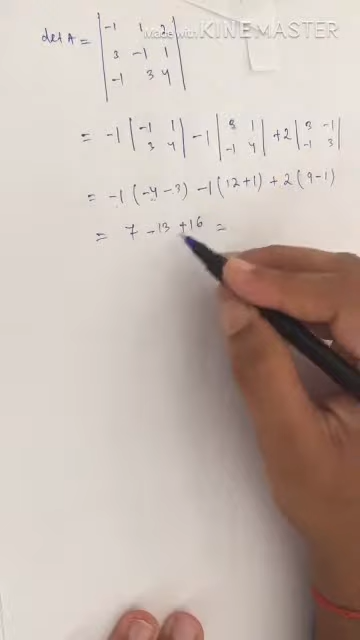 Made With
KINEMASTER
det A = | -1 1 2 |
| 3 -1 1 |
| -1 3 4 |
= -1 | -1 1 | -1 | 3 1 | +2 | 3 -1 |
| 3 4 | | -1 4 | | -1 3 |
= -1 (-4 -3) -1 (12+1) + 2 (9-1)
= 7 -13 +16 =